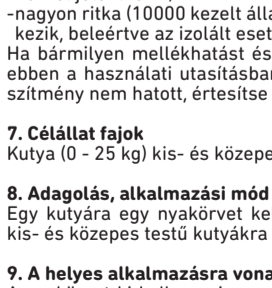 -nagyon ritka (10000 kezelt álla
kezik, beleértve az izolált eset
Ha bármilyen mellékhatást és
ebben a használati utasításba
szítmény nem hatott, értesítse
7. Célállat fajok
Kutya (0 - 25 kg) kis- és közepe
8. Adagolás, alkalmazási mód
Egy kutyára egy nyakörvet ke
kis- és közepes testű kutyákra
9. A helyes alkalmazásra vona